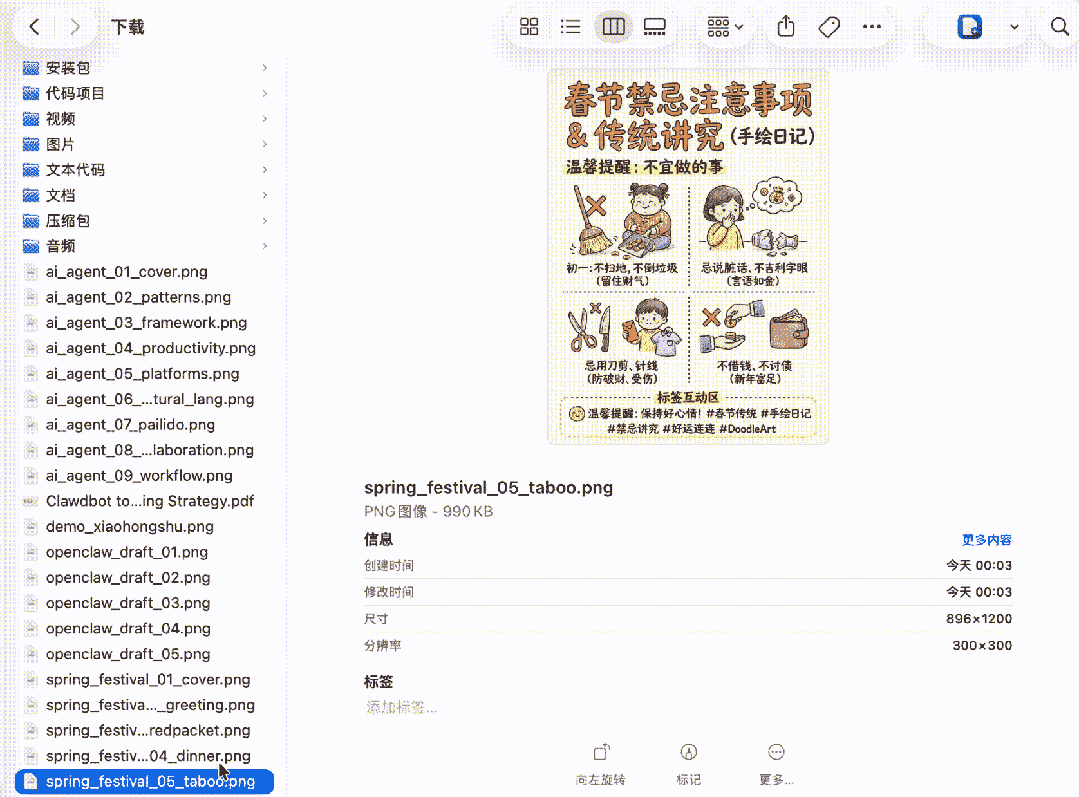 下载
安装包
代码项目
视频
图片
文本代码
文档
压缩包
音频
ai_agent_01_cover.png
ai_agent_02_patterns.png
ai_agent_03_framework.png
ai_agent_04_productivity.png
ai_agent_05_platforms.png
ai_agent_06_...tural_lang.png
ai_agent_07_pailido.png
ai_agent_08_...laboration.png
ai_agent_09_workflow.png
Clawdbot to...ing Strategy.pdf
demo_xiaohongshu.png
openclaw_draft_01.png
openclaw_draft_02.png
openclaw_draft_03.png
openclaw_draft_04.png
openclaw_draft_05.png
spring_festival_01_cover.png
spring_festiva..._greeting.png
spring_festiv...redpacket.png
spring_festiv...04_dinner.png
spring_festival_05_taboo.png
春节禁忌注意事项
&传统讲究(手绘日记)
温馨提醒:不宜做的事
初一:不扫地,不倒垃圾
(留住财气)
忌说脏话、不吉利字眼
(言语如金)
忌用刀剪、针线
(防破财、受伤)
不借钱、不讨债
(新年富足)
标签互动区
温馨提醒:保持好心情! #春节传统 #手绘日记
#禁忌讲究 #好运连连 #DoodleArt
spring_festival_05_taboo.png
PNG图像 - 990 KB
信息
更多内容
创建时间
今天 00:03
修改时间
今天 00:03
尺寸
896×1200
分辨率
300×300
标签
添加标签...
向左旋转
标记
更多...